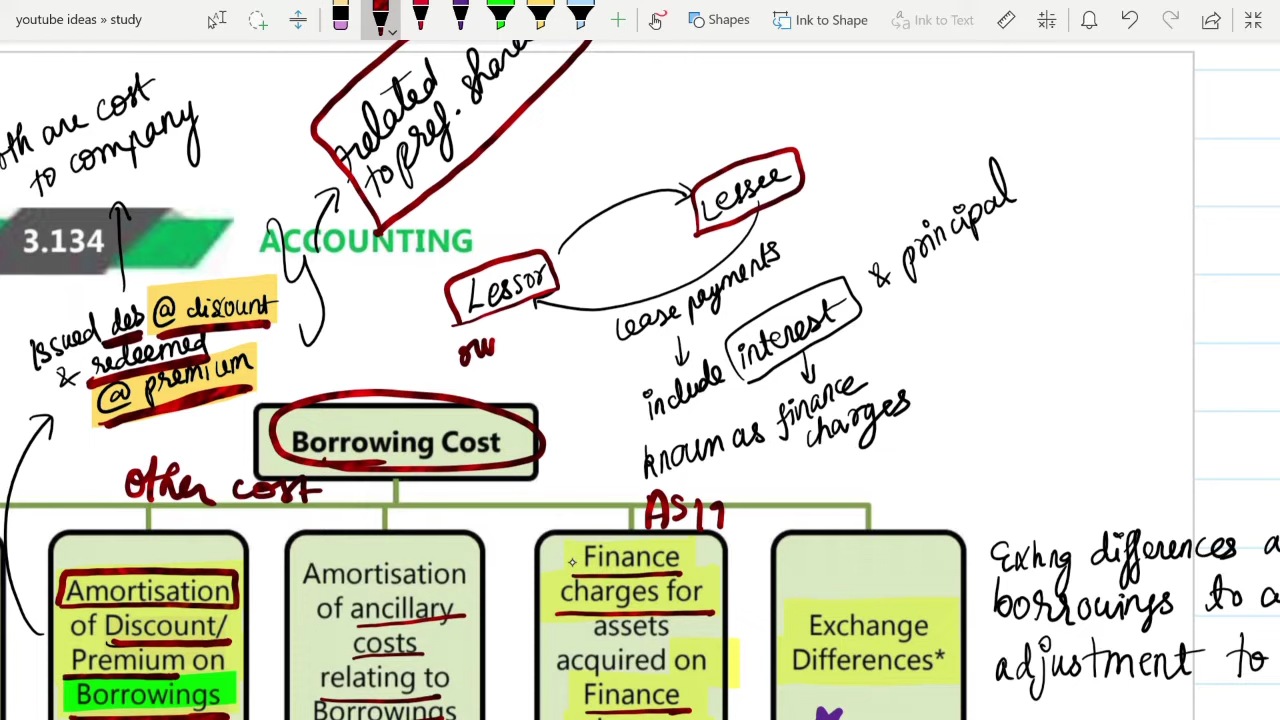 youtube ideas » study
Shapes
Ink to Shape
Ink to Text
related
to pref. share
are cost
to company
3.134
ACCOUNTING
Lessee
Lessor
ow
lease payments
include interest & principal
known as finance
charges
AS 19
Issued des @ discount
& redeemed
@ premium
Borrowing Cost
other cost
Amortisation
of Discount/
Premium on
Borrowings
Amortisation
of ancillary
costs
relating to
Borrowings
Finance
charges for
assets
acquired on
Finance
Exchange
Differences*
Exhng differences
borrowings to
adjustment to